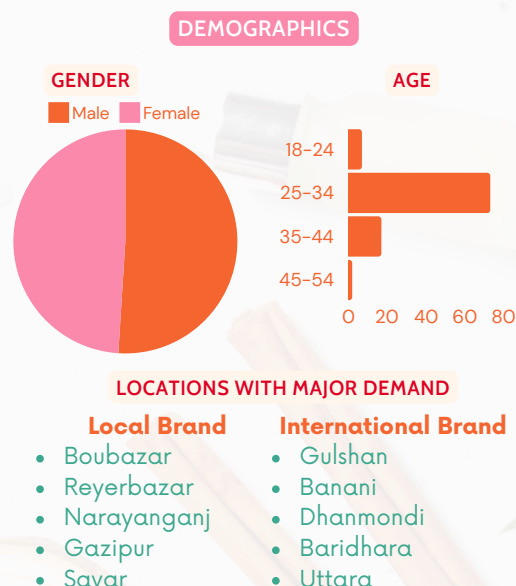 DEMOGRAPHICS
GENDER
Male Female
AGE
18-24
25-34
35-44
45-54
0 20 40 60 80
LOCATIONS WITH MAJOR DEMAND
Local Brand
• Boubazar
• Reyerbazar
• Narayanganj
• Gazipur
• Savar
International Brand
• Gulshan
• Banani
• Dhanmondi
• Baridhara
• Uttara